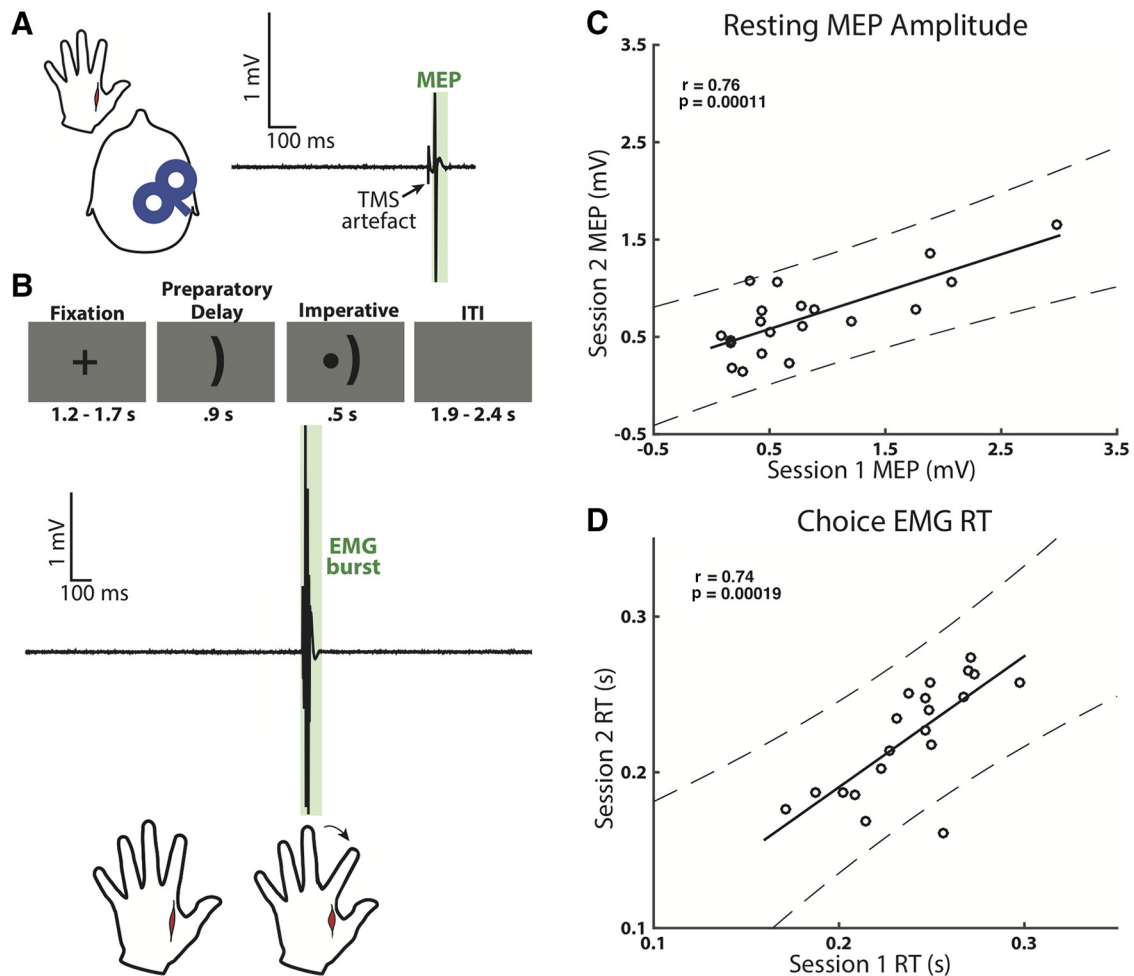 A
1 mV
100 ms
MEP
TMS
artefact
B
Fixation
Preparatory
Delay
Imperative
ITI
1.2 - 1.7 s
.9 s
.5 s
1.9 - 2.4 s
1 mV
100 ms
EMG
burst
C
Resting MEP Amplitude
r = 0.76
p = 0.00011
3.5
2.5
1.5
0.5
-0.5
Session 2 MEP (mV)
-0.5
0.5
1.5
2.5
3.5
Session 1 MEP (mV)
D
Choice EMG RT
r = 0.74
p = 0.00019
0.3
0.2
0.1
Session 2 RT (s)
0.1
0.2
0.3
Session 1 RT (s)